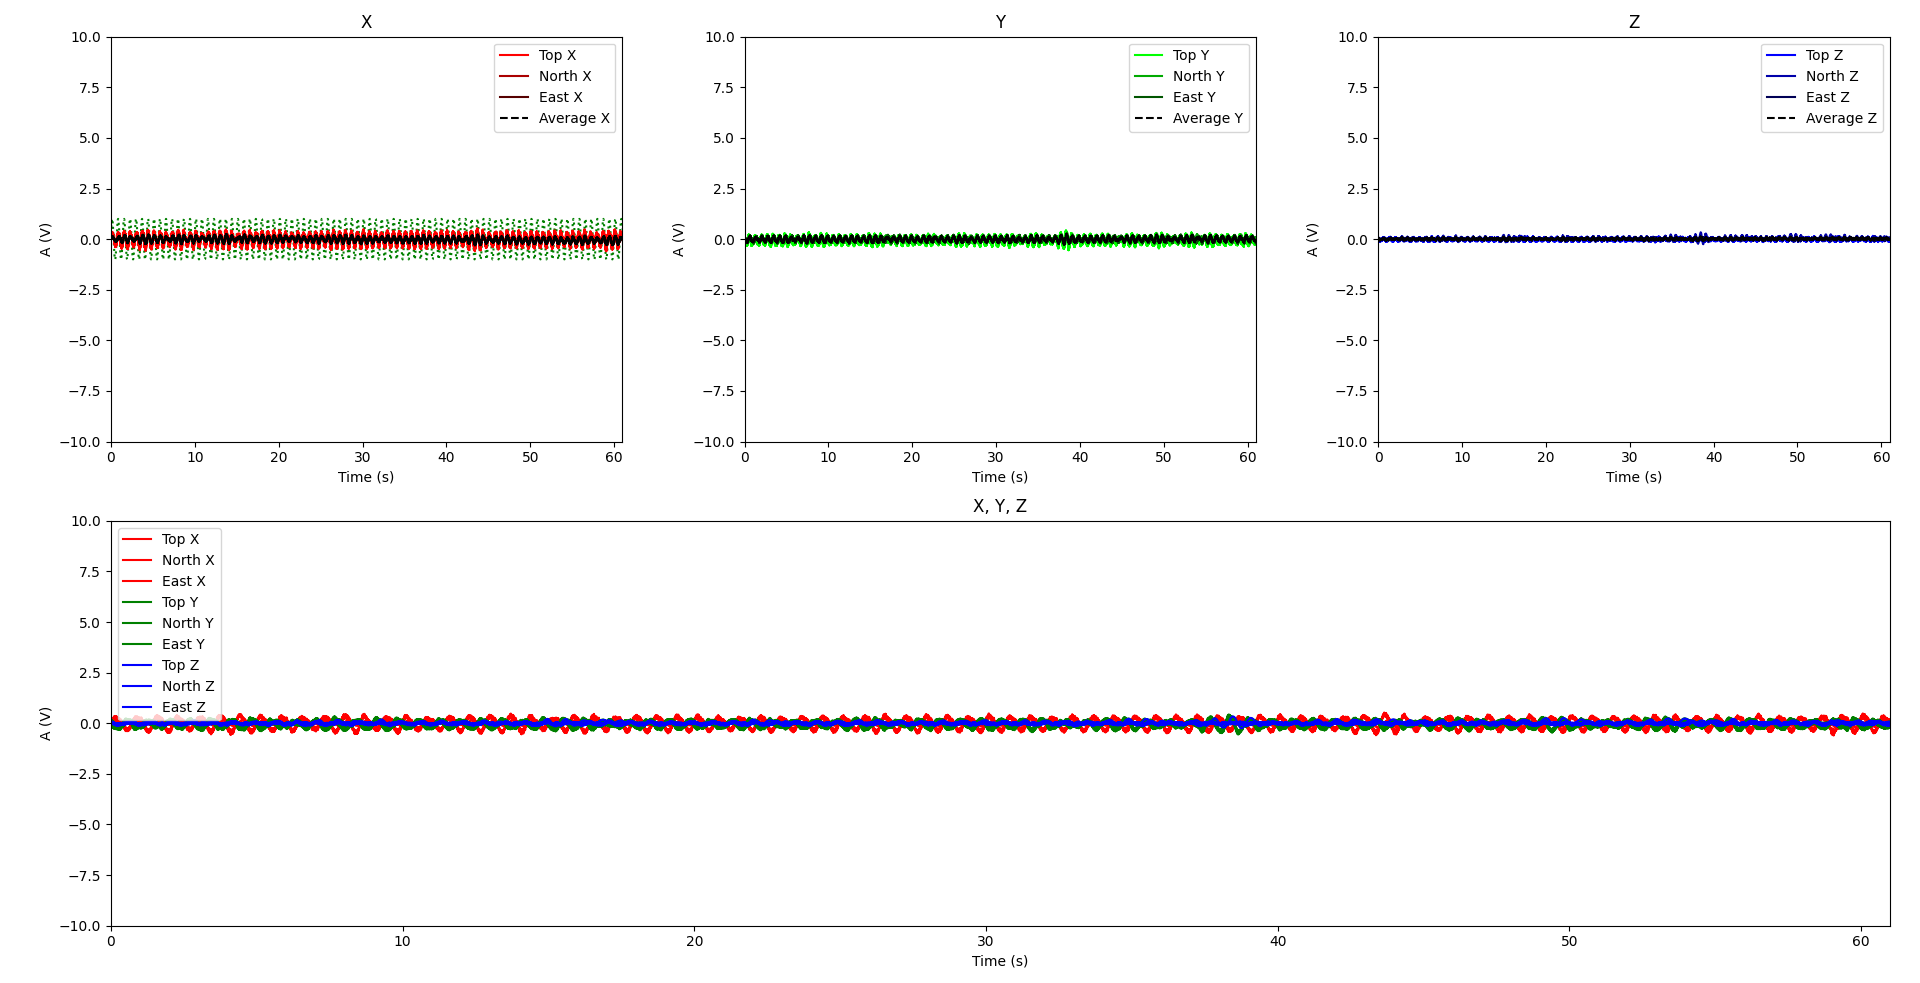 X
10.0
7.5
5.0
2.5
0.0
−2.5
−5.0
−7.5
−10.0
A (V)
Top X
North X
East X
Average X
0 10 20 30 40 50 60
Time (s)
Y
10.0
7.5
5.0
2.5
0.0
−2.5
−5.0
−7.5
−10.0
A (V)
Top Y
North Y
East Y
Average Y
0 10 20 30 40 50 60
Time (s)
Z
10.0
7.5
5.0
2.5
0.0
−2.5
−5.0
−7.5
−10.0
A (V)
Top Z
North Z
East Z
Average Z
0 10 20 30 40 50 60
Time (s)
X, Y, Z
10.0
7.5
5.0
2.5
0.0
−2.5
−5.0
−7.5
−10.0
A (V)
Top X
North X
East X
Top Y
North Y
East Y
Top Z
North Z
East Z
0 10 20 30 40 50 60
Time (s)